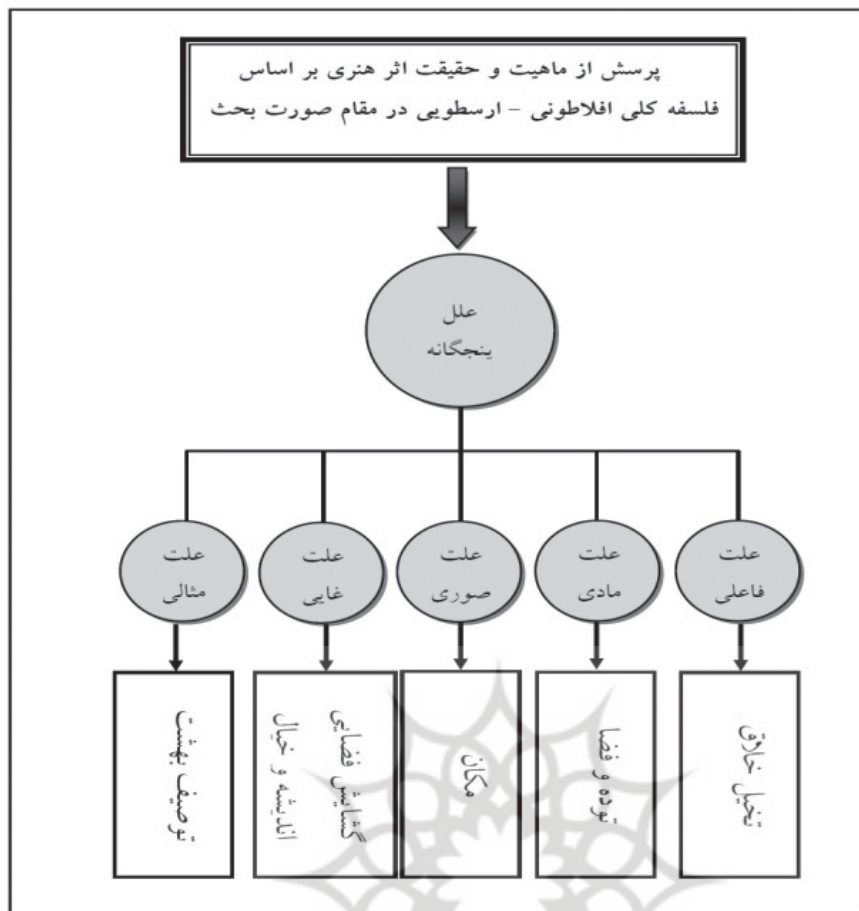 پرسش از ماهیت و حقیقت اثر هنری بر اساس
فلسفه کلی افلاطونی – ارسطویی در مقام صورت بحث
علل
پنجگانه
علت
فاعلی
علت
مادی
علت
صوری
علت
غایی
علت
مثالی
تخیل خلاق
توده و فضا
مکان
گشایش فضایی
اندیشه و خیال
توصیف بهشت